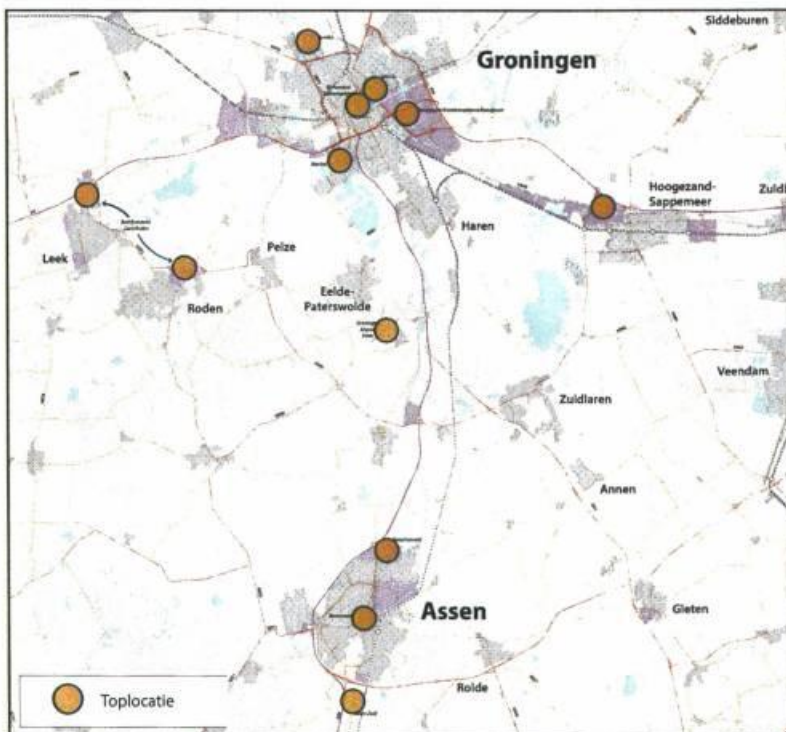 Siddeburen
Groningen
Hoogezand-
Sappemeer
Zuidl
Haren
Peize
Leek
Eelde-
Paterswolde
Roden
Veendam
Zuidlaren
Annen
Assen
Gieten
Rolde
Toplocatie